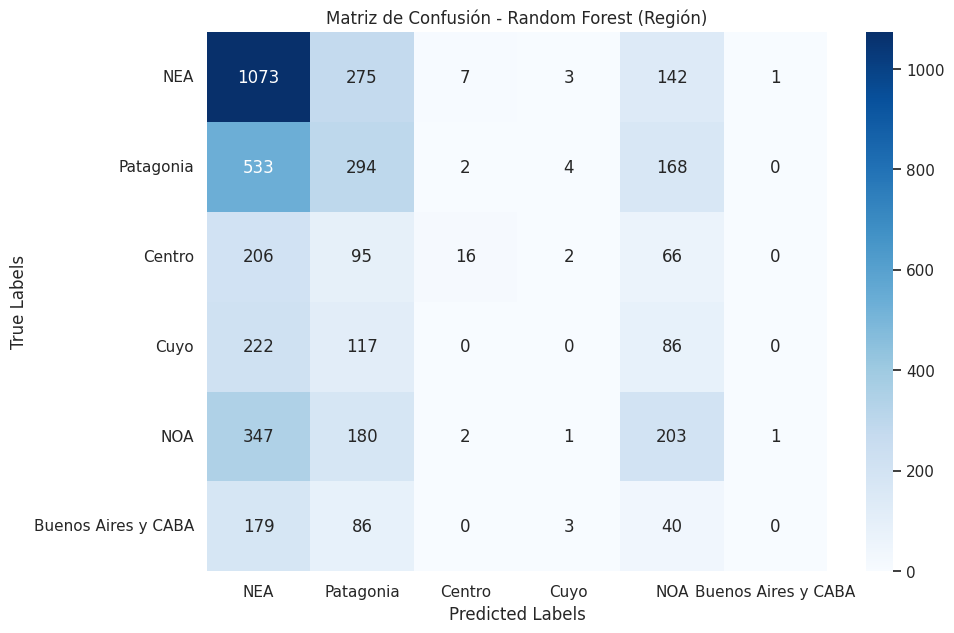 Matriz de Confusión - Random Forest (Región)
NEA 1073 275 7 3 142 1
Patagonia 533 294 2 4 168 0
Centro 206 95 16 2 66 0
Cuyo 222 117 0 0 86 0
NOA 347 180 2 1 203 1
Buenos Aires y CABA 179 86 0 3 40 0
True Labels
NEA Patagonia Centro Cuyo NOA Buenos Aires y CABA
Predicted Labels
1000
800
600
400
200
0